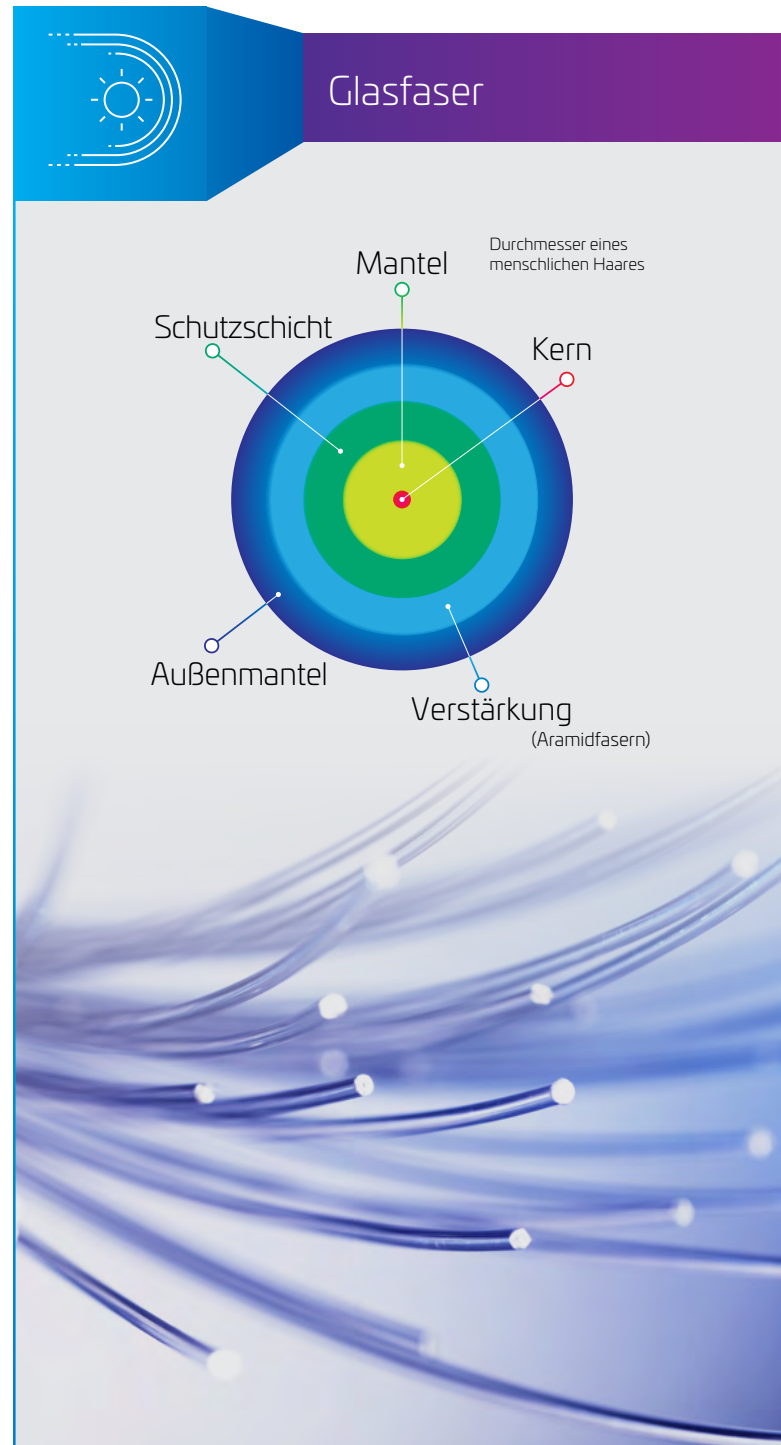 Glasfaser
Durchmesser eines
menschlichen Haares
Mantel
Schutzschicht
Kern
Außenmantel
Verstärkung
(Aramidfasern)